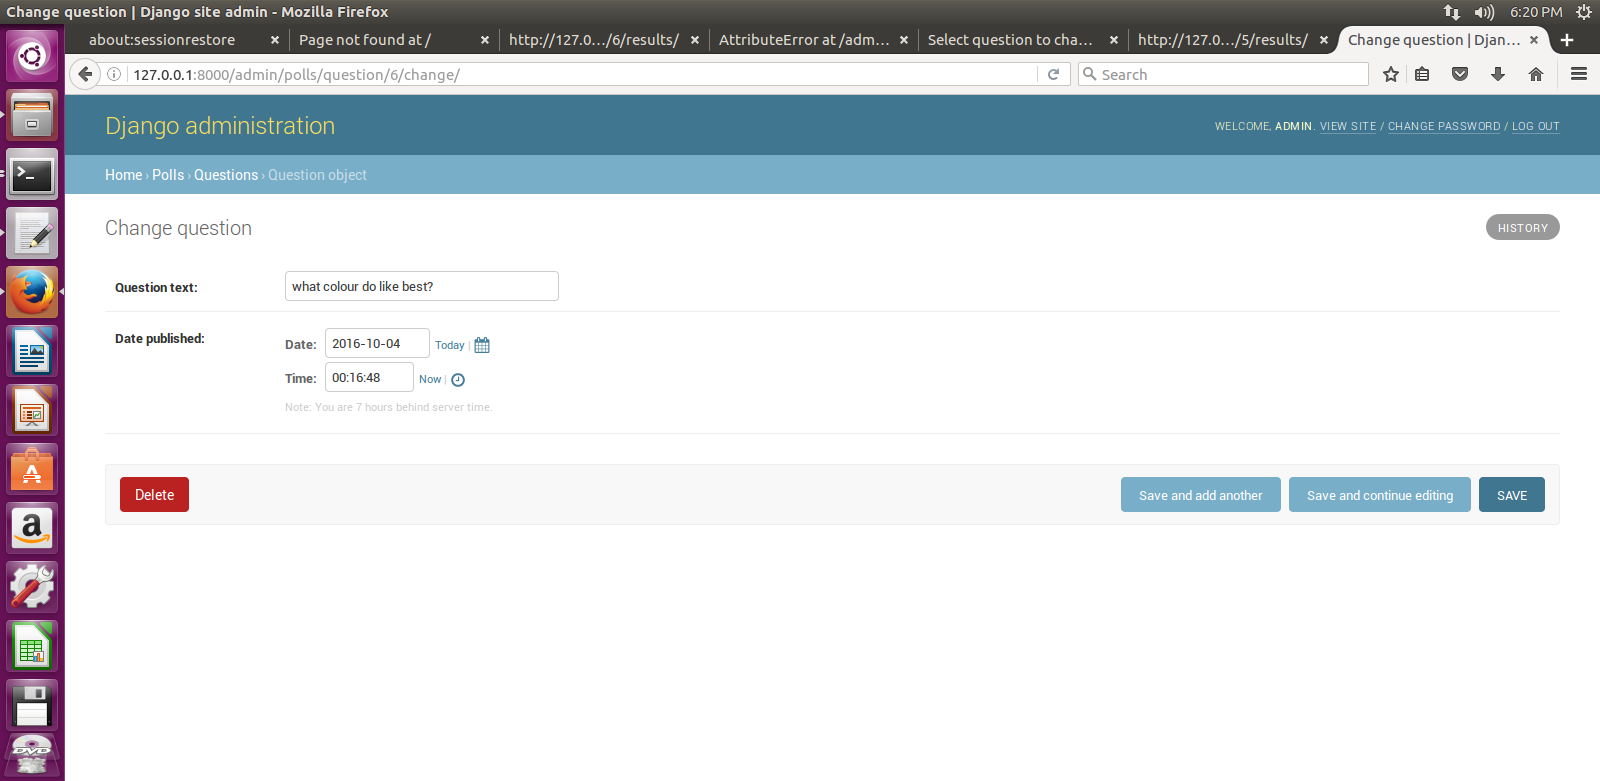 Change question | Django site admin - Mozilla Firefox
6:20 PM
about:sessionrestore
Page not found at /
http://127.0.../6/results/
AttributeError at /adm...
Select question to cha...
http://127.0.../5/results/
Change question | Djan...
127.0.0.1:8000/admin/polls/question/6/change/
Search
Django administration
WELCOME, ADMIN. VIEW SITE / CHANGE PASSWORD / LOG OUT
Home › Polls › Questions › Question object
Change question
HISTORY
Question text:
what colour do like best?
Date published:
Date:
2016-10-04
Today |
Time:
00:16:48
Now |
Note: You are 7 hours behind server time.
Delete
Save and add another
Save and continue editing
SAVE
A
a
DVD